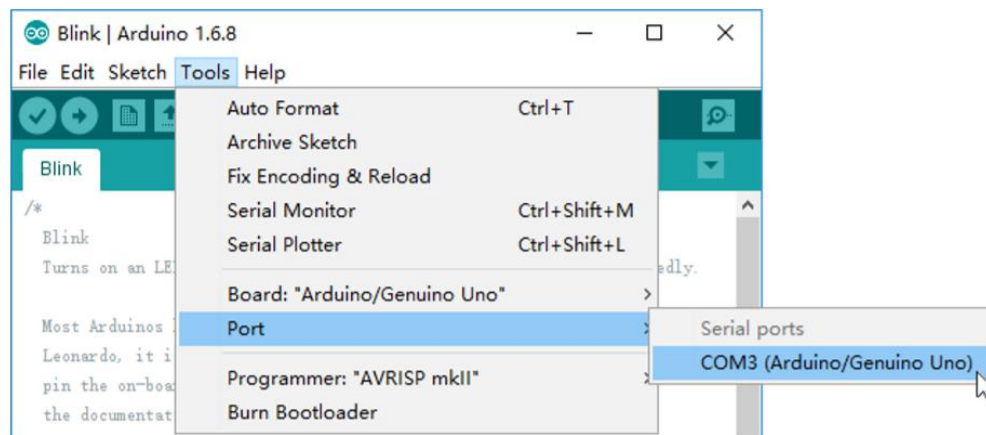 Blink | Arduino 1.6.8
File Edit Sketch Tools Help
Auto Format Ctrl+T
Archive Sketch
Fix Encoding & Reload
Serial Monitor Ctrl+Shift+M
Serial Plotter Ctrl+Shift+L
Board: "Arduino/Genuino Uno"
Port
Programmer: "AVRISP mkII"
Burn Bootloader
Serial ports
COM3 (Arduino/Genuino Uno)
Blink
/*
Blink
Turns on an LE
edly.
Most Arduinos
Leonardo, it i
pin the on-boa
the documentat